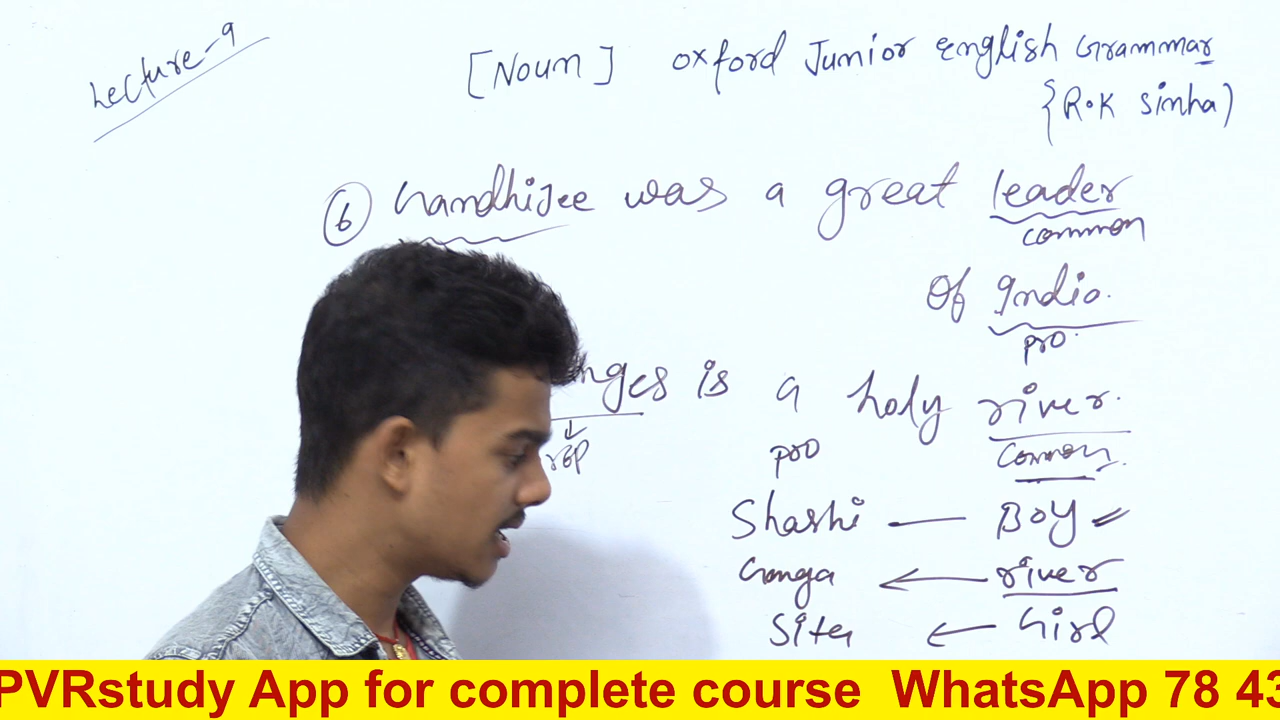 Lecture-9
[Noun] Oxford Junior English Grammar
{R.K Sinha)
6 Gandhijee was a great leader
common
Of India.
pro.
nges is a holy river.
pro common
Shashi — Boy
Ganga ← river
Sita ← Girl
PVRstudy App for complete course WhatsApp 78 43